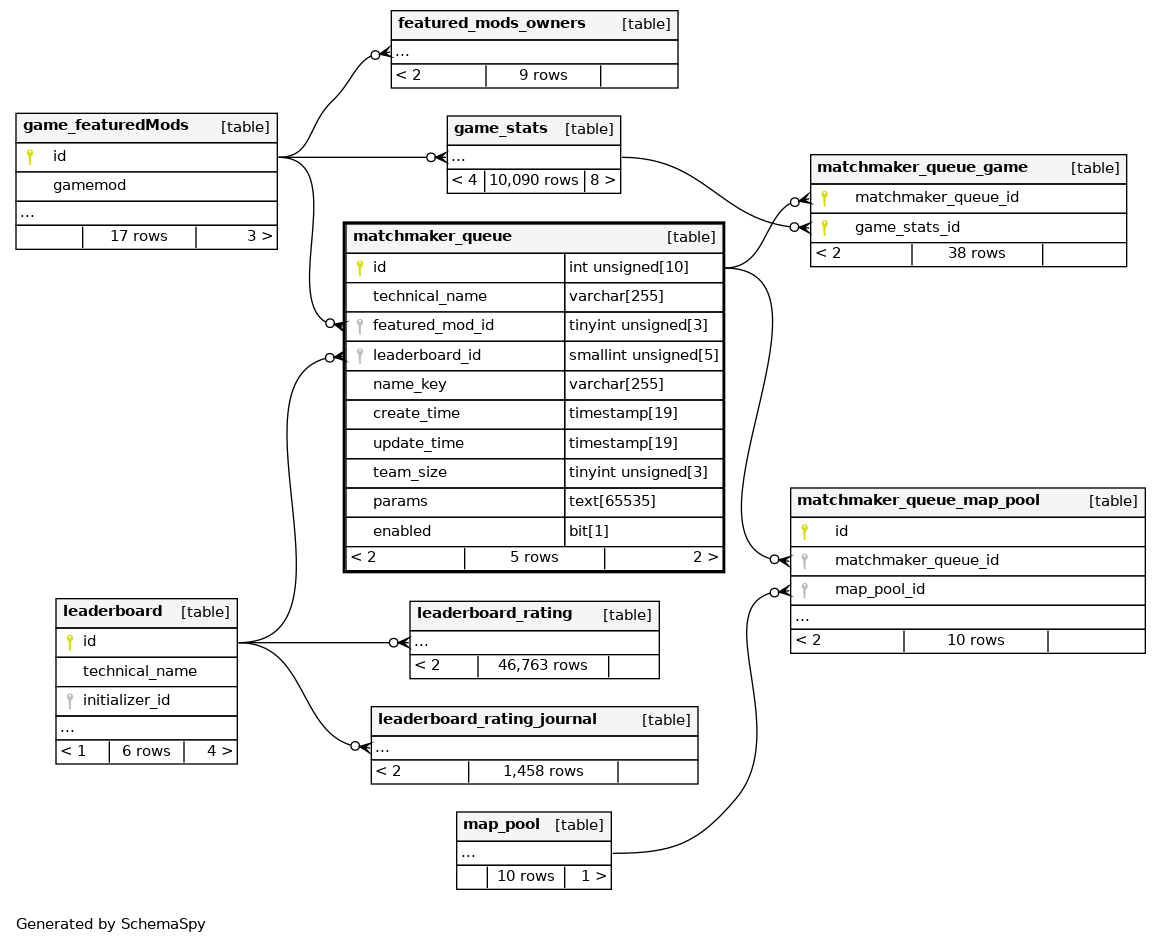 featured_mods_owners [table]
...
< 2 9 rows
game_featuredMods [table]
id
gamemod
...
17 rows 3 >
game_stats [table]
...
< 4 10,090 rows 8 >
matchmaker_queue_game [table]
matchmaker_queue_id
game_stats_id
< 2 38 rows
matchmaker_queue [table]
id int unsigned[10]
technical_name varchar[255]
featured_mod_id tinyint unsigned[3]
leaderboard_id smallint unsigned[5]
name_key varchar[255]
create_time timestamp[19]
update_time timestamp[19]
team_size tinyint unsigned[3]
params text[65535]
enabled bit[1]
< 2 5 rows 2 >
matchmaker_queue_map_pool [table]
id
matchmaker_queue_id
map_pool_id
...
< 2 10 rows
leaderboard [table]
id
technical_name
initializer_id
...
< 1 6 rows 4 >
leaderboard_rating [table]
...
< 2 46,763 rows
leaderboard_rating_journal [table]
...
< 2 1,458 rows
map_pool [table]
...
10 rows 1 >
Generated by SchemaSpy